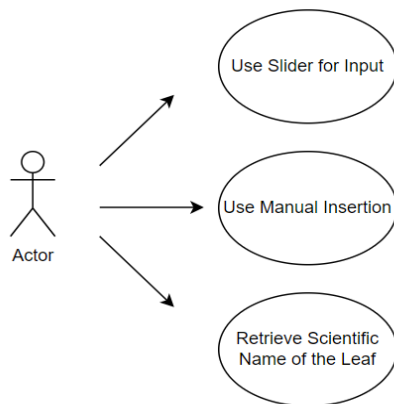 Use Slider for Input
Use Manual Insertion
Actor
Retrieve Scientific
Name of the Leaf